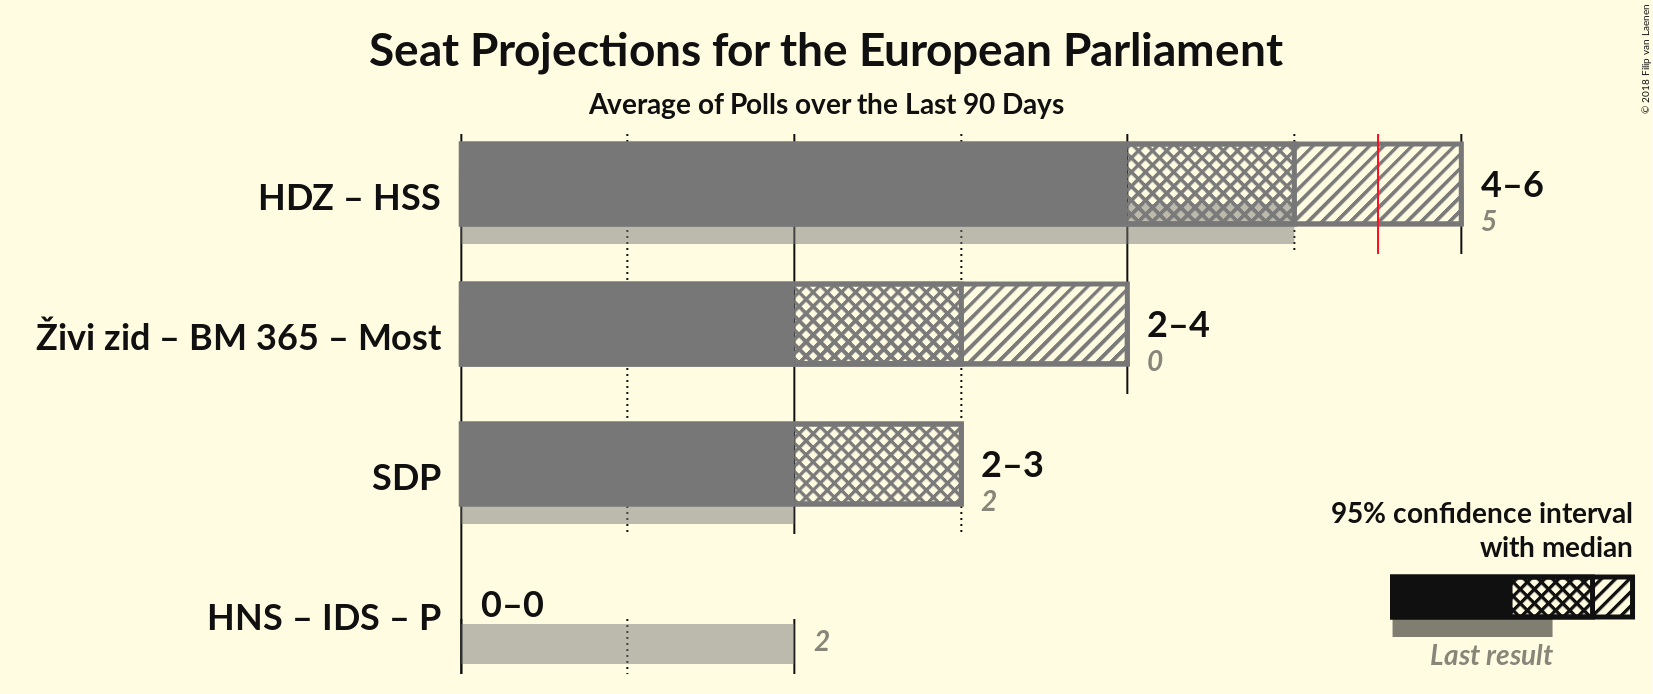 Seat Projections for the European Parliament
Average of Polls over the Last 90 Days
© 2018 Filip van Laenen
HDZ – HSS
4–6
5
Živi zid – BM 365 – Most
2–4
0
SDP
2–3
2
HNS – IDS – P
0–0
2
95% confidence interval
with median
Last result